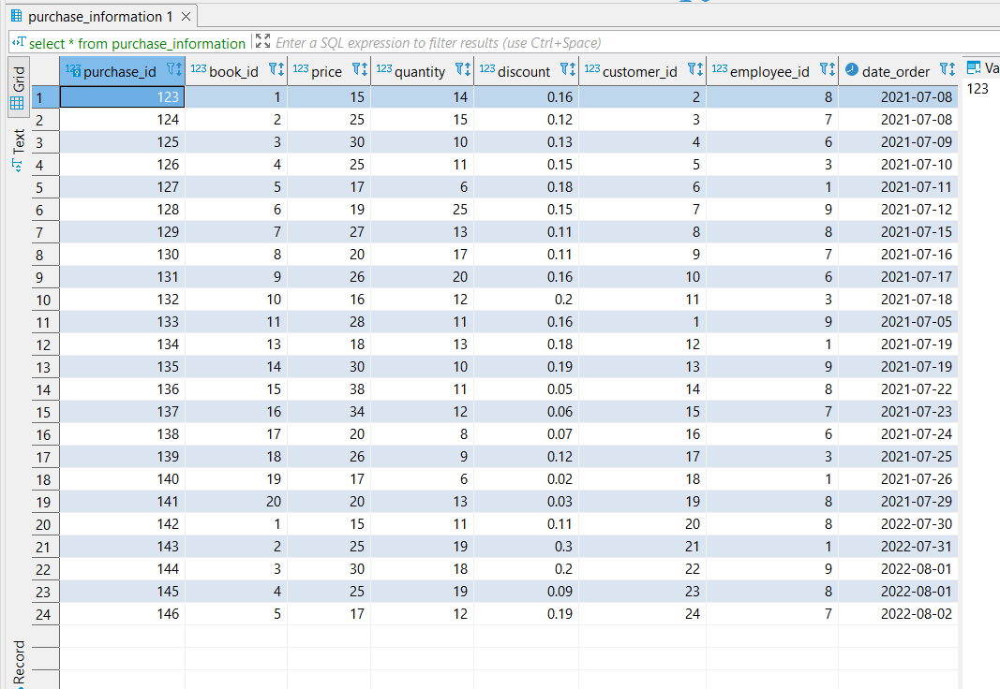 purchase_information 1
select * from purchase_information Enter a SQL expression to filter results (use Ctrl+Space)
Grid
Text
Record
123 purchase_id 123 book_id 123 price 123 quantity 123 discount 123 customer_id 123 employee_id date_order Va
1 123 1 15 14 0.16 2 8 2021-07-08 123
2 124 2 25 15 0.12 3 7 2021-07-08
3 125 3 30 10 0.13 4 6 2021-07-09
4 126 4 25 11 0.15 5 3 2021-07-10
5 127 5 17 6 0.18 6 1 2021-07-11
6 128 6 19 25 0.15 7 9 2021-07-12
7 129 7 27 13 0.11 8 8 2021-07-15
8 130 8 20 17 0.11 9 7 2021-07-16
9 131 9 26 20 0.16 10 6 2021-07-17
10 132 10 16 12 0.2 11 3 2021-07-18
11 133 11 28 11 0.16 1 9 2021-07-05
12 134 13 18 13 0.18 12 1 2021-07-19
13 135 14 30 10 0.19 13 9 2021-07-19
14 136 15 38 11 0.05 14 8 2021-07-22
15 137 16 34 12 0.06 15 7 2021-07-23
16 138 17 20 8 0.07 16 6 2021-07-24
17 139 18 26 9 0.12 17 3 2021-07-25
18 140 19 17 6 0.02 18 1 2021-07-26
19 141 20 20 13 0.03 19 8 2021-07-29
20 142 1 15 11 0.11 20 8 2022-07-30
21 143 2 25 19 0.3 21 1 2022-07-31
22 144 3 30 18 0.2 22 9 2022-08-01
23 145 4 25 19 0.09 23 8 2022-08-01
24 146 5 17 12 0.19 24 7 2022-08-02